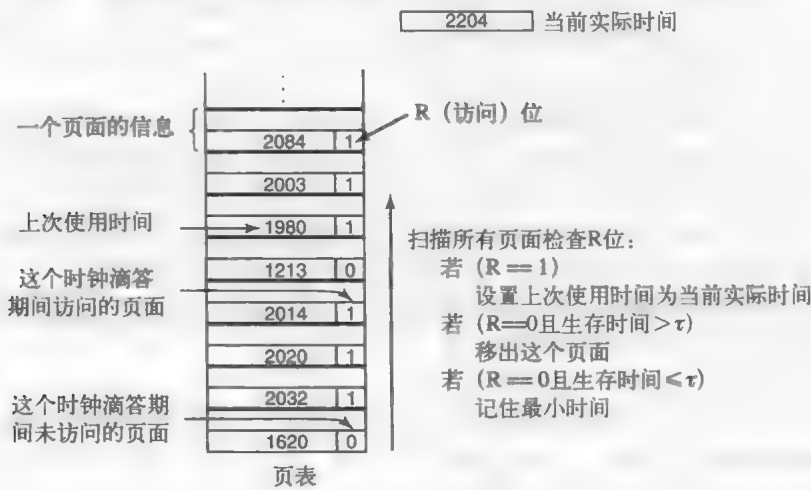 2204 当前实际时间
一个页面的信息
R（访问）位
2084 1
2003 1
上次使用时间
1980 1
扫描所有页面检查R位：
若（R == 1）
设置上次使用时间为当前实际时间
若（R==0且生存时间>τ）
移出这个页面
若（R == 0且生存时间≤τ）
记住最小时间
1213 0
这个时钟滴答
期间访问的页面
2014 1
2020 1
2032 1
这个时钟滴答期
间未访问的页面
1620 0
页表